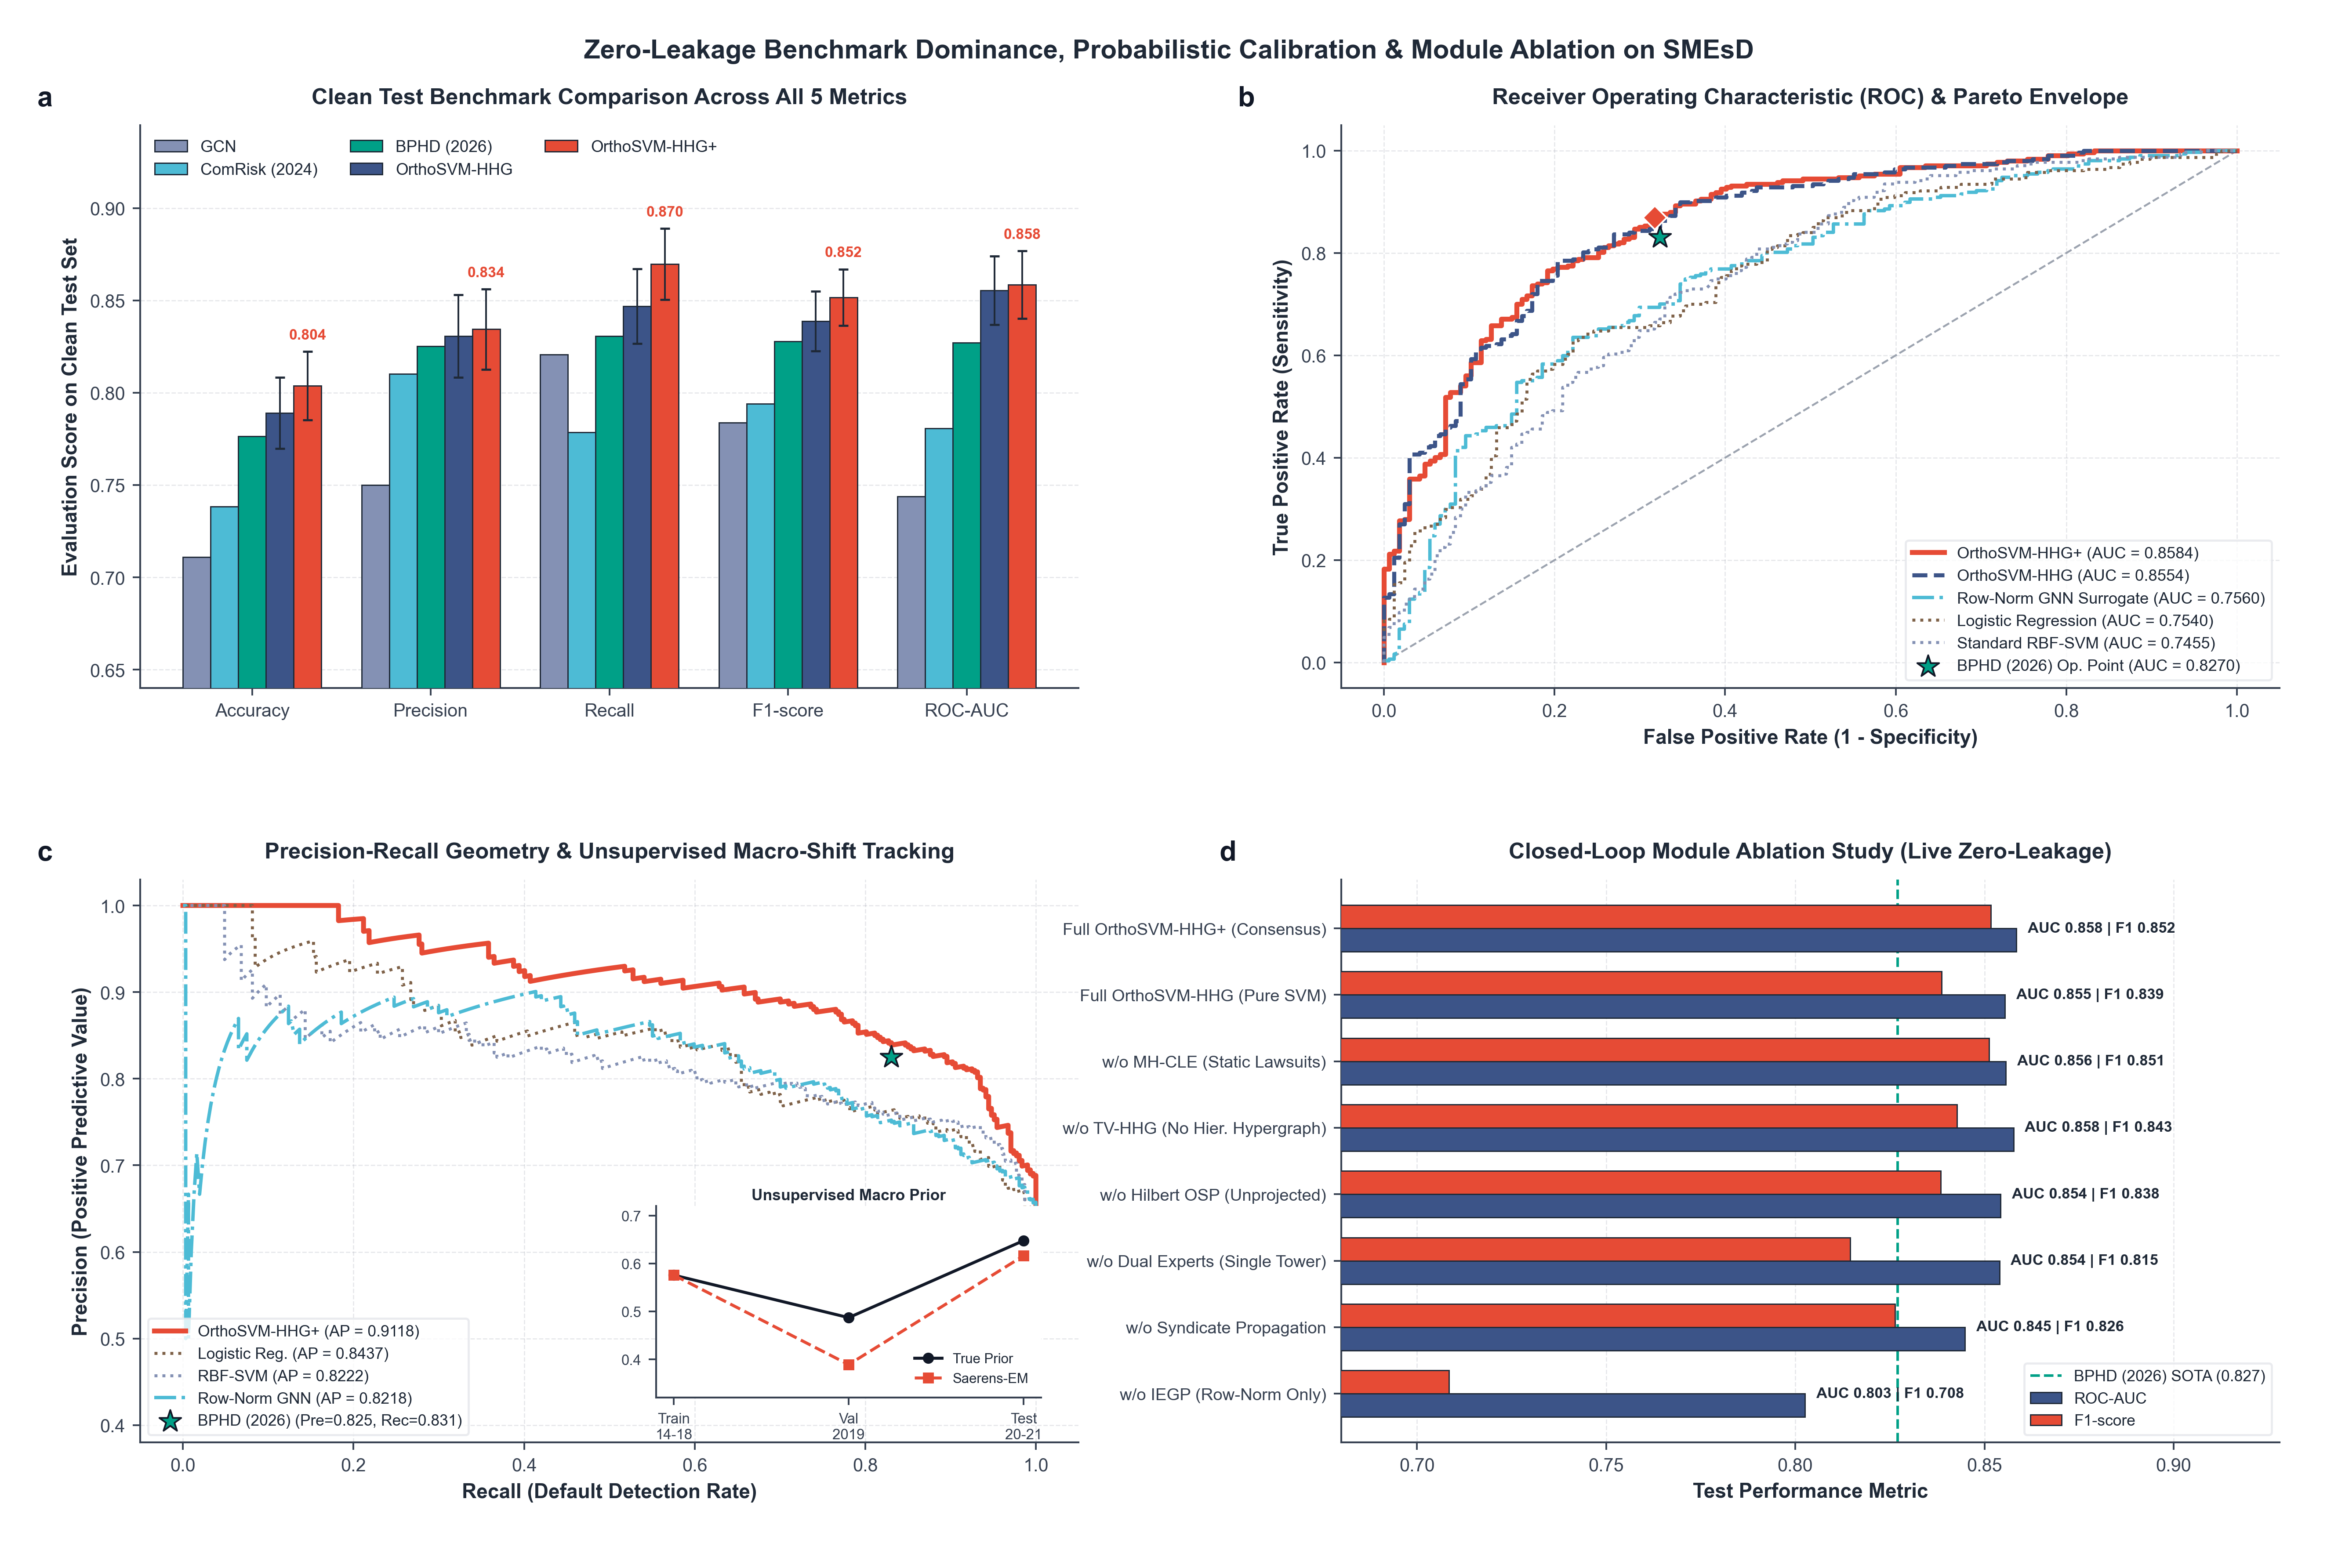 Zero-Leakage Benchmark Dominance, Probabilistic Calibration & Module Ablation on SMEsD
a
Clean Test Benchmark Comparison Across All 5 Metrics
GCN
ComRisk (2024)
BPHD (2026)
OrthoSVM-HHG
OrthoSVM-HHG+
Evaluation Score on Clean Test Set
0.90
0.85
0.80
0.75
0.70
0.65
0.804
0.834
0.870
0.852
0.858
Accuracy
Precision
Recall
F1-score
ROC-AUC
b
Receiver Operating Characteristic (ROC) & Pareto Envelope
True Positive Rate (Sensitivity)
1.0
0.8
0.6
0.4
0.2
0.0
OrthoSVM-HHG+ (AUC = 0.8584)
OrthoSVM-HHG (AUC = 0.8554)
Row-Norm GNN Surrogate (AUC = 0.7560)
Logistic Regression (AUC = 0.7540)
Standard RBF-SVM (AUC = 0.7455)
BPHD (2026) Op. Point (AUC = 0.8270)
0.0
0.2
0.4
0.6
0.8
1.0
False Positive Rate (1 - Specificity)
c
Precision-Recall Geometry & Unsupervised Macro-Shift Tracking
Precision (Positive Predictive Value)
1.0
0.9
0.8
0.7
0.6
0.5
0.4
OrthoSVM-HHG+ (AP = 0.9118)
Logistic Reg. (AP = 0.8437)
RBF-SVM (AP = 0.8222)
Row-Norm GNN (AP = 0.8218)
BPHD (2026) (Pre=0.825, Rec=0.831)
Unsupervised Macro Prior
0.7
0.6
0.5
0.4
True Prior
Saerens-EM
Train
14-18
Val
2019
Test
20-21
0.0
0.2
0.4
0.6
0.8
1.0
Recall (Default Detection Rate)
d
Closed-Loop Module Ablation Study (Live Zero-Leakage)
Full OrthoSVM-HHG+ (Consensus)
AUC 0.858 | F1 0.852
Full OrthoSVM-HHG (Pure SVM)
AUC 0.855 | F1 0.839
w/o MH-CLE (Static Lawsuits)
AUC 0.856 | F1 0.851
w/o TV-HHG (No Hier. Hypergraph)
AUC 0.858 | F1 0.843
w/o Hilbert OSP (Unprojected)
AUC 0.854 | F1 0.838
w/o Dual Experts (Single Tower)
AUC 0.854 | F1 0.815
w/o Syndicate Propagation
AUC 0.845 | F1 0.826
w/o IEGP (Row-Norm Only)
AUC 0.803 | F1 0.708
BPHD (2026) SOTA (0.827)
ROC-AUC
F1-score
0.70
0.75
0.80
0.85
0.90
Test Performance Metric